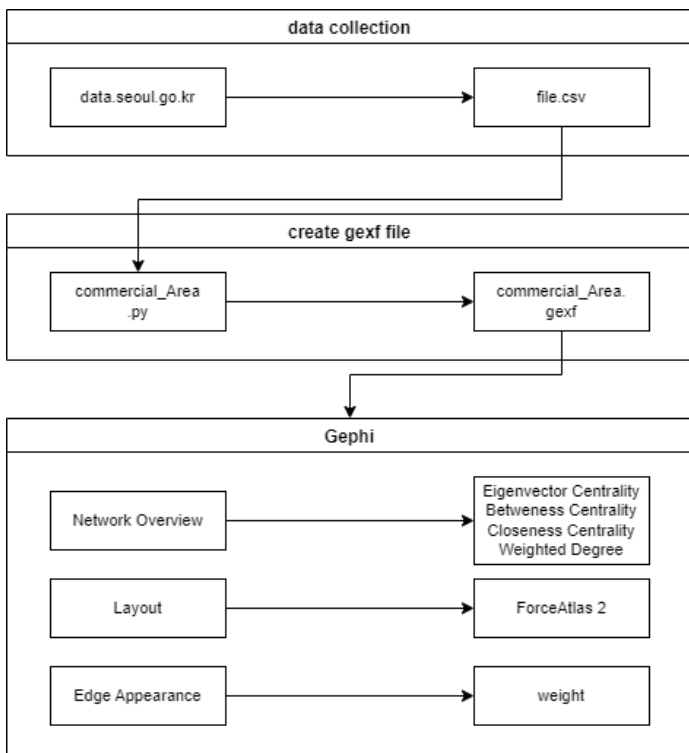 data collection
data.seoul.go.kr
file.csv
create gexf file
commercial_Area
.py
commercial_Area.
gexf
Gephi
Network Overview
Eigenvector Centrality
Betweness Centrality
Closeness Centrality
Weighted Degree
Layout
ForceAtlas 2
Edge Appearance
weight